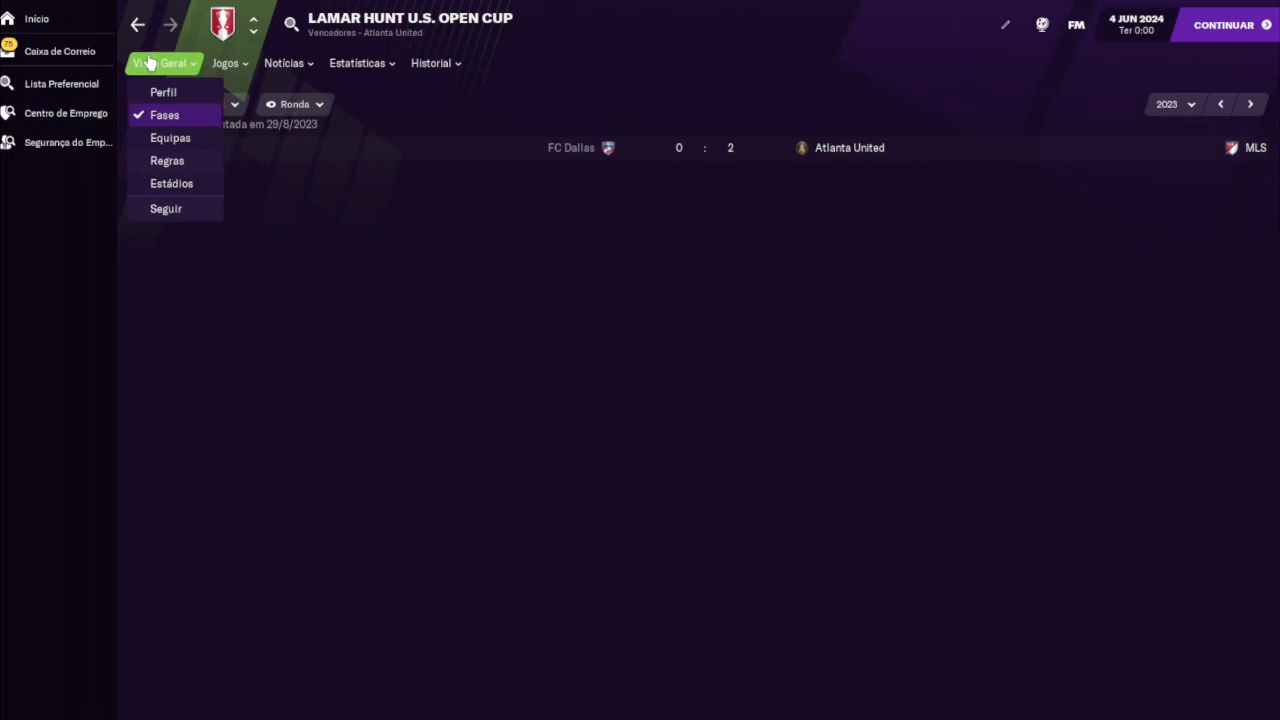 Início
75
Caixa de Correio
Lista Preferencial
Centro de Emprego
Segurança do Emp...
LAMAR HUNT U.S. OPEN CUP
Vencedores - Atlanta United
FM
4 JUN 2024
Ter 0:00
CONTINUAR
Geral
Jogos
Notícias
Estatísticas
Historial
Perfil
Fases
Equipas
Regras
Estádios
Seguir
Ronda
2023
em 29/8/2023
FC Dallas 0 : 2 Atlanta United MLS